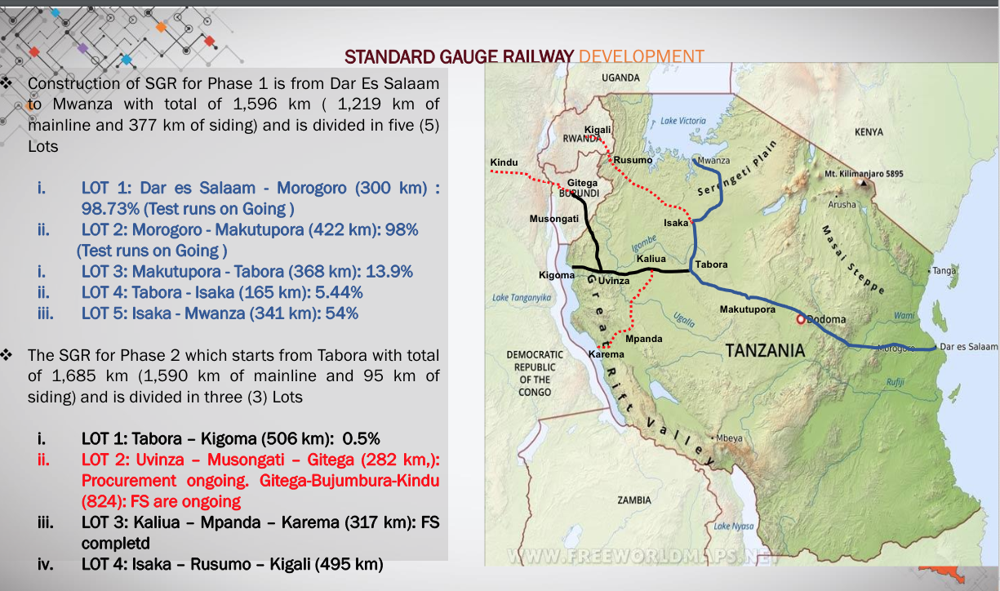 STANDARD GAUGE RAILWAY DEVELOPMENT
❖ Construction of SGR for Phase 1 is from Dar Es Salaam
to Mwanza with total of 1,596 km ( 1,219 km of
mainline and 377 km of siding) and is divided in five (5)
Lots
i. LOT 1: Dar es Salaam - Morogoro (300 km) :
98.73% (Test runs on Going )
ii. LOT 2: Morogoro - Makutupora (422 km): 98%
(Test runs on Going )
i. LOT 3: Makutupora - Tabora (368 km): 13.9%
ii. LOT 4: Tabora - Isaka (165 km): 5.44%
iii. LOT 5: Isaka - Mwanza (341 km): 54%
❖ The SGR for Phase 2 which starts from Tabora with total
of 1,685 km (1,590 km of mainline and 95 km of
siding) and is divided in three (3) Lots
i. LOT 1: Tabora – Kigoma (506 km): 0.5%
ii. LOT 2: Uvinza – Musongati – Gitega (282 km,):
Procurement ongoing. Gitega-Bujumbura-Kindu
(824): FS are ongoing
iii. LOT 3: Kaliua – Mpanda – Karema (317 km): FS
completd
iv. LOT 4: Isaka – Rusumo – Kigali (495 km)
UGANDA
Lake Victoria
KENYA
Kigali
RWANDA
Kindu
Rusumo
Mwanza
Serengeti Plain
Mt. Kilimanjaro 5895
Gitega
BURUNDI
Arusha
Musongati
Isaka
Igombe
Masai Steppe
Kaliua
Tabora
Tanga
Kigoma
Uvinza
Great Rift Valley
Lake Tanganyika
Makutupora
Ugalla
Dodoma
Wami
Mpanda
Karema
TANZANIA
Morogoro
Dar es Salaam
DEMOCRATIC
REPUBLIC
OF THE
CONGO
Rufiji
Mbeya
ZAMBIA
Lake Nyasa
WWW.FREEWORLDMAPS.NET